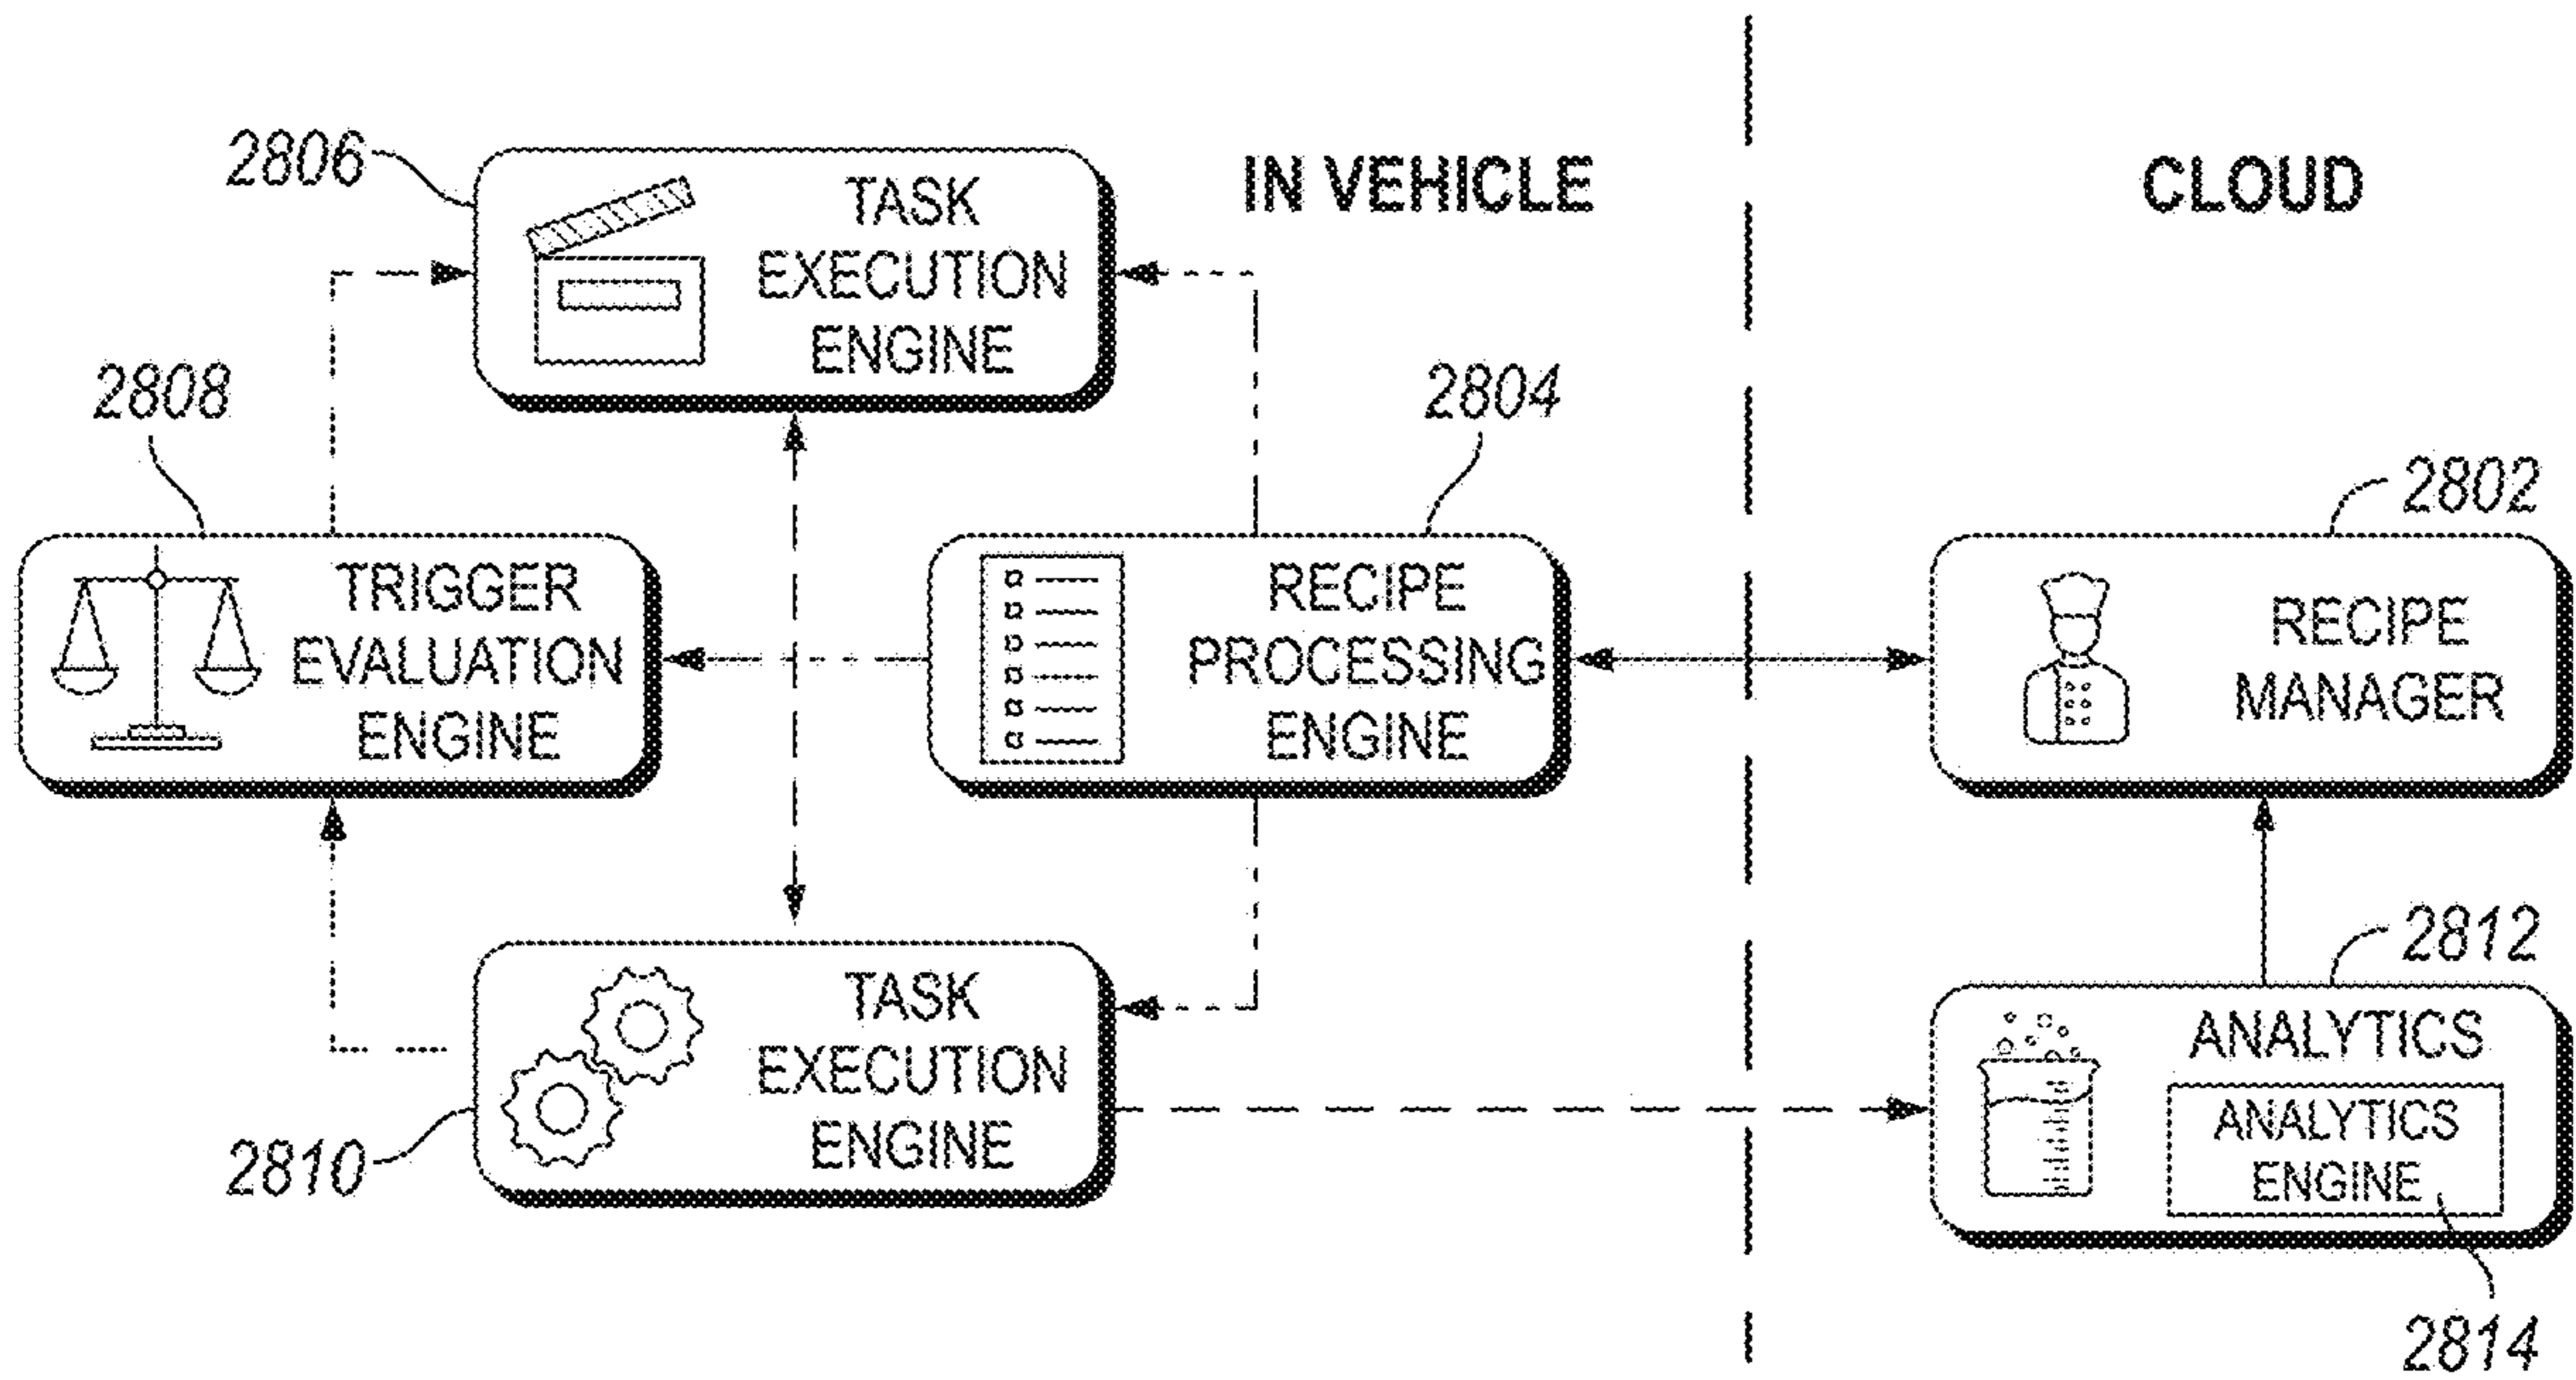 2806
TASK
EXECUTION
ENGINE
IN VEHICLE
CLOUD
2808
TRIGGER
EVALUATION
ENGINE
2804
RECIPE
PROCESSING
ENGINE
2802
RECIPE
MANAGER
2810
TASK
EXECUTION
ENGINE
2812
ANALYTICS
ANALYTICS
ENGINE
2814